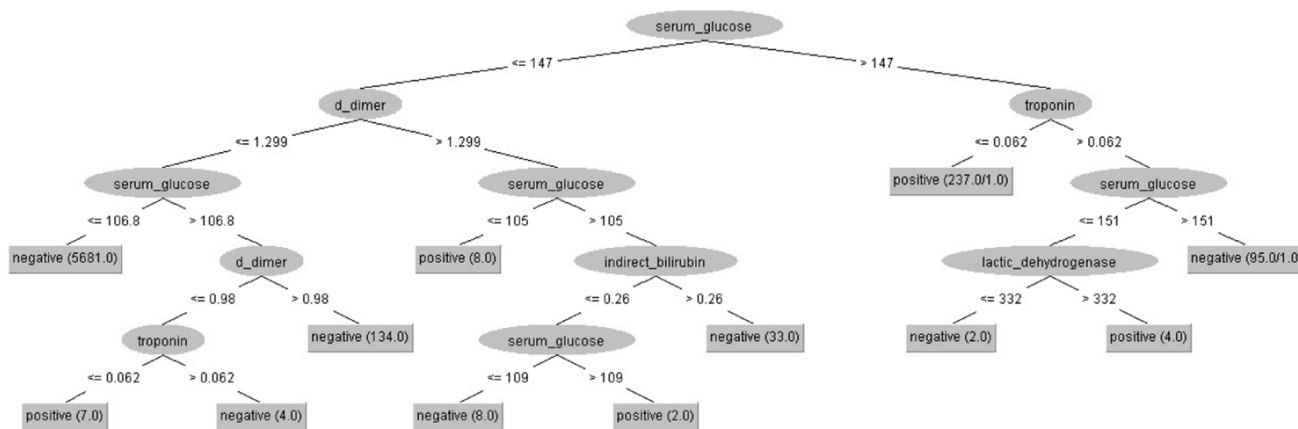 serum_glucose
<= 147
> 147
d_dimer
troponin
<= 1.299
> 1.299
<= 0.062
> 0.062
serum_glucose
serum_glucose
positive (237.0/1.0)
serum_glucose
<= 106.8
> 106.8
<= 105
> 105
<= 151
> 151
negative (5681.0)
d_dimer
positive (8.0)
indirect_bilirubin
lactic_dehydrogenase
negative (95.0/1.0
<= 0.98
> 0.98
<= 0.26
> 0.26
<= 332
> 332
troponin
negative (134.0)
serum_glucose
negative (33.0)
negative (2.0)
positive (4.0)
<= 0.062
> 0.062
<= 109
> 109
positive (7.0)
negative (4.0)
negative (8.0)
positive (2.0)